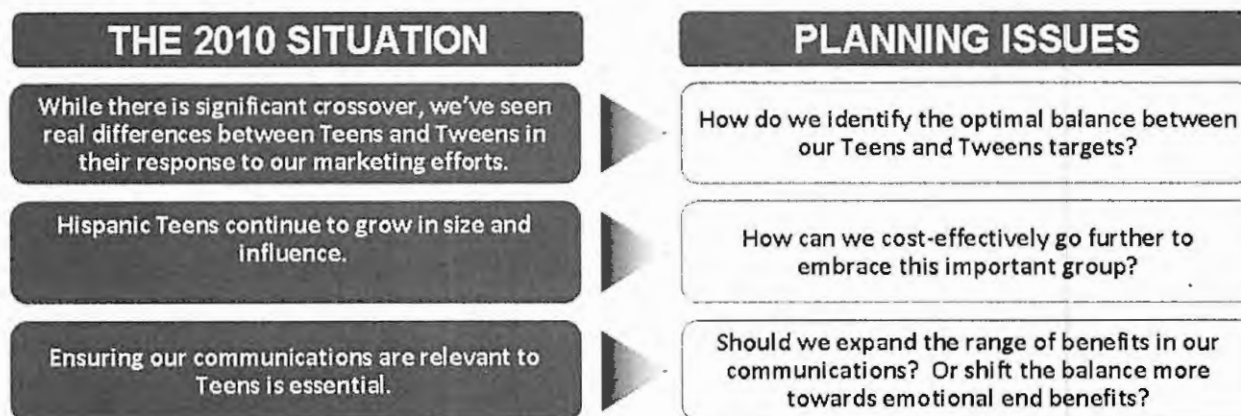 THE 2010 SITUATION
PLANNING ISSUES
While there is significant crossover, we've seen
real differences between Teens and Tweens in
their response to our marketing efforts.
How do we identify the optimal balance between
our Teens and Tweens targets?
Hispanic Teens continue to grow in size and
influence.
How can we cost-effectively go further to
embrace this important group?
Ensuring our communications are relevant to
Teens is essential.
Should we expand the range of benefits in our
communications? Or shift the balance more
towards emotional end benefits?